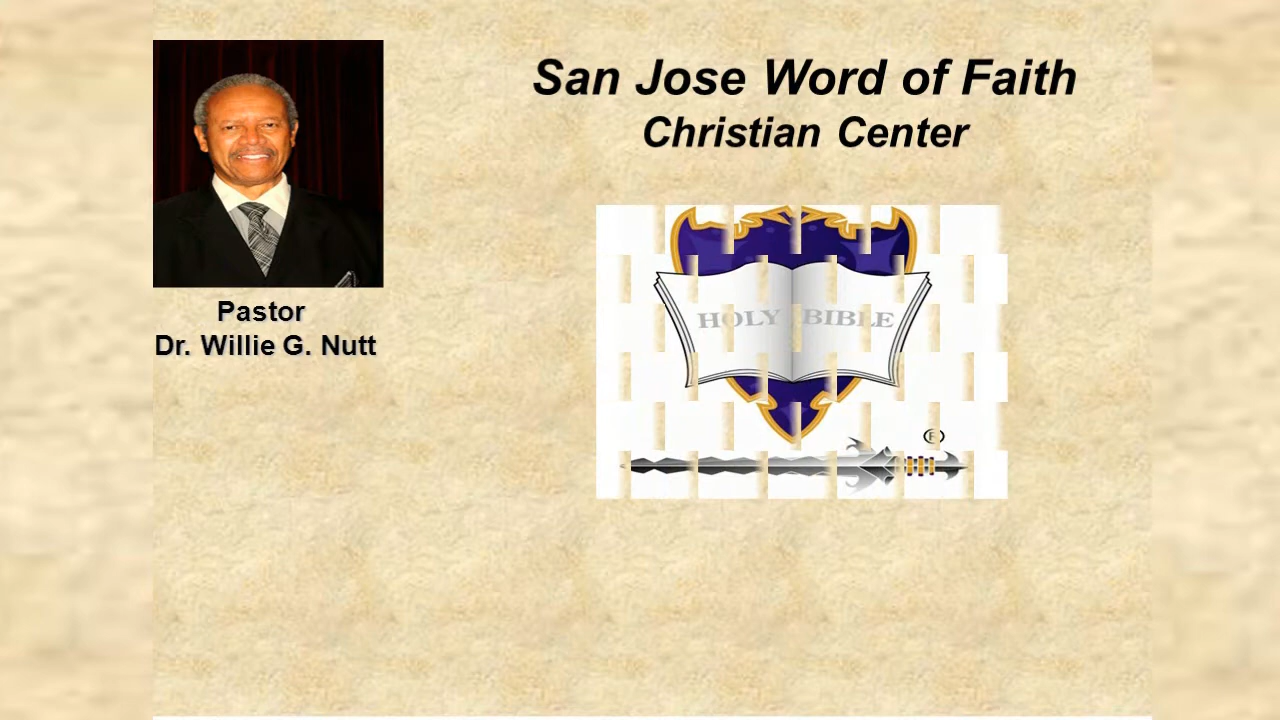 San Jose Word of Faith
Christian Center
Pastor
Dr. Willie G. Nutt
HOLY BIBLE
®